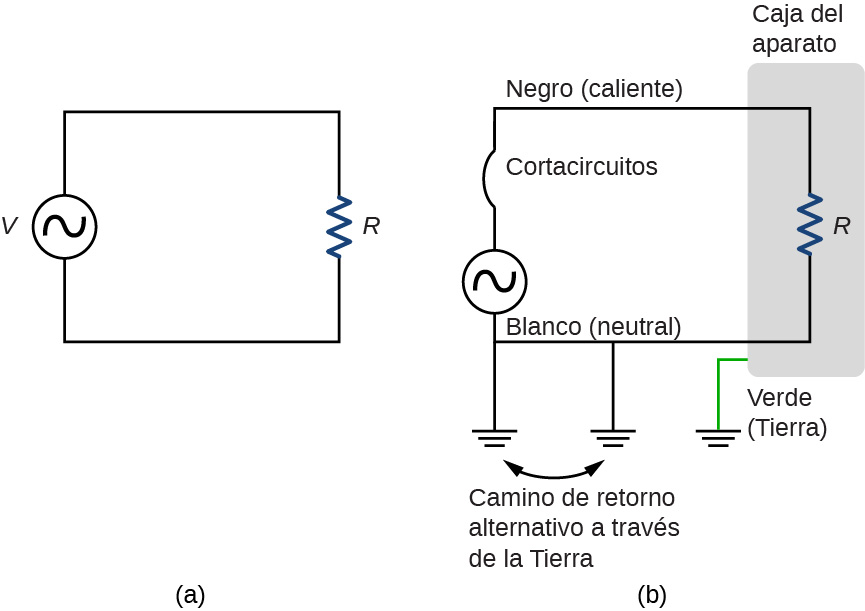 V
R
(a)
Caja del
aparato
Negro (caliente)
Cortacircuitos
R
Blanco (neutral)
Verde
(Tierra)
Camino de retorno
alternativo a través
de la Tierra
(b)